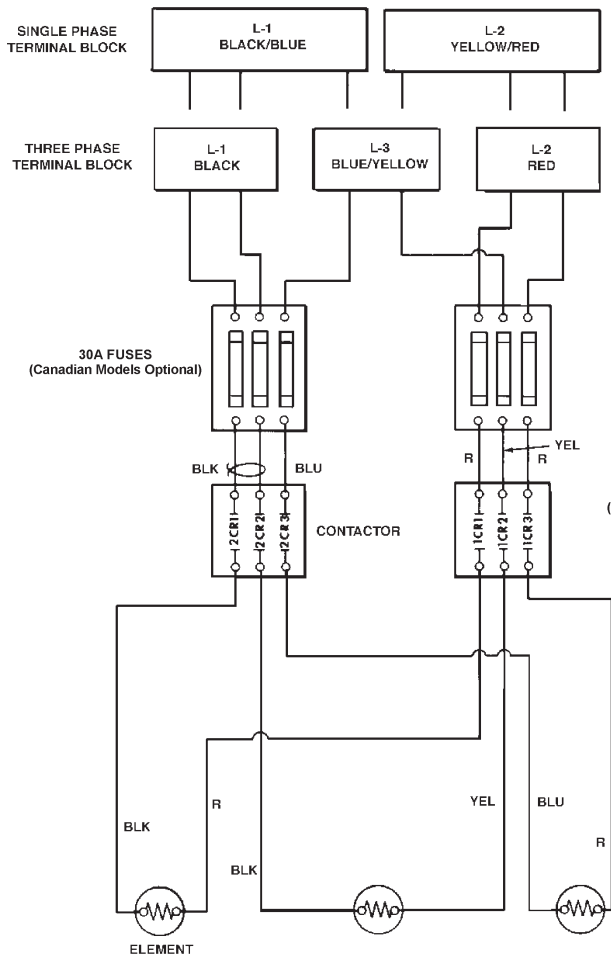 SINGLE PHASE
TERMINAL BLOCK
L-1
BLACK/BLUE
L-2
YELLOW/RED
THREE PHASE
TERMINAL BLOCK
L-1
BLACK
L-3
BLUE/YELLOW
L-2
RED
30A FUSES
(Canadian Models Optional)
BLK
BLU
R
R
YEL
2CR1
2CR2
2CR3
CONTACTOR
1CR1
1CR2
1CR3
(
BLK
R
BLK
YEL
BLU
R
ELEMENT